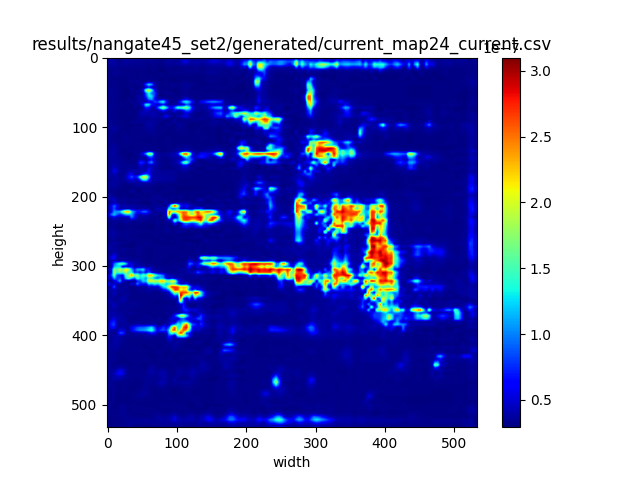 results/nangate45_set2/generated/current_map24_current.csv
1e−7
0
100
200
300
400
500
height
0 100 200 300 400 500
width
3.0
2.5
2.0
1.5
1.0
0.5